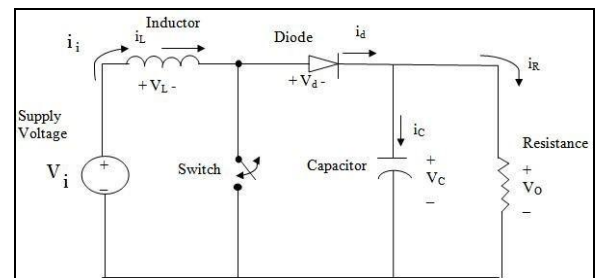 Inductor
i_i
i_L
Diode
i_d
i_R
+ V_L -
+ V_d -
Supply
Voltage
V_i
+
−
Switch
Capacitor
i_C
+
V_C
−
Resistance
+
V_O
−